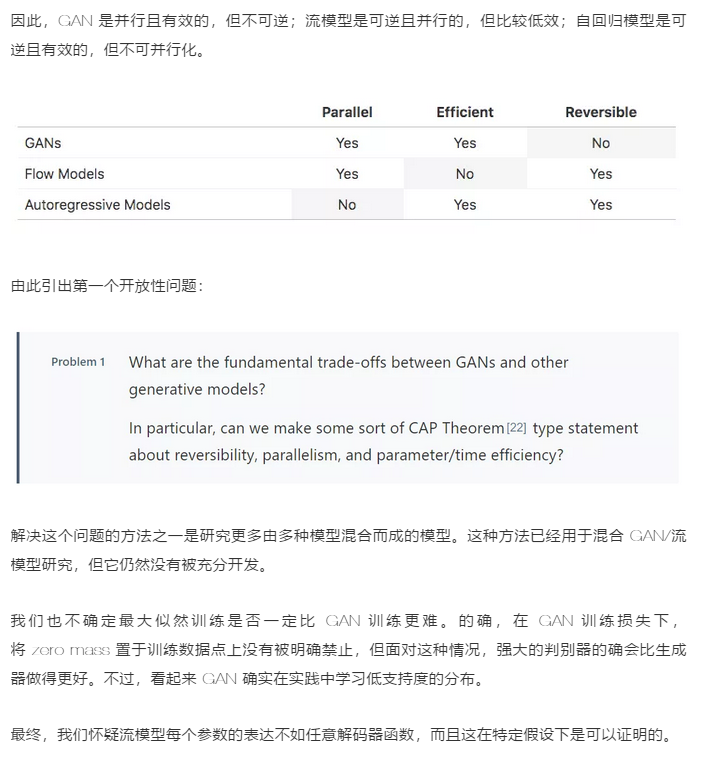 因此，GAN 是并行且有效的，但不可逆；流模型是可逆且并行的，但比较低效；自回归模型是可
逆且有效的，但不可并行化。
Parallel Efficient Reversible
GANs Yes Yes No
Flow Models Yes No Yes
Autoregressive Models No Yes Yes
由此引出第一个开放性问题：
Problem 1 What are the fundamental trade-offs between GANs and other
generative models?
In particular, can we make some sort of CAP Theorem[22] type statement
about reversibility, parallelism, and parameter/time efficiency?
解决这个问题的方法之一是研究更多由多种模型混合而成的模型。这种方法已经用于混合 GAN/流
模型研究，但它仍然没有被充分开发。
我们也不确定最大似然训练是否一定比 GAN 训练更难。的确，在 GAN 训练损失下，
将 zero mass 置于训练数据点上没有被明确禁止，但面对这种情况，强大的判别器的确会比生成
器做得更好。不过，看起来 GAN 确实在实践中学习低支持度的分布。
最终，我们怀疑流模型每个参数的表达不如任意解码器函数，而且这在特定假设下是可以证明的。